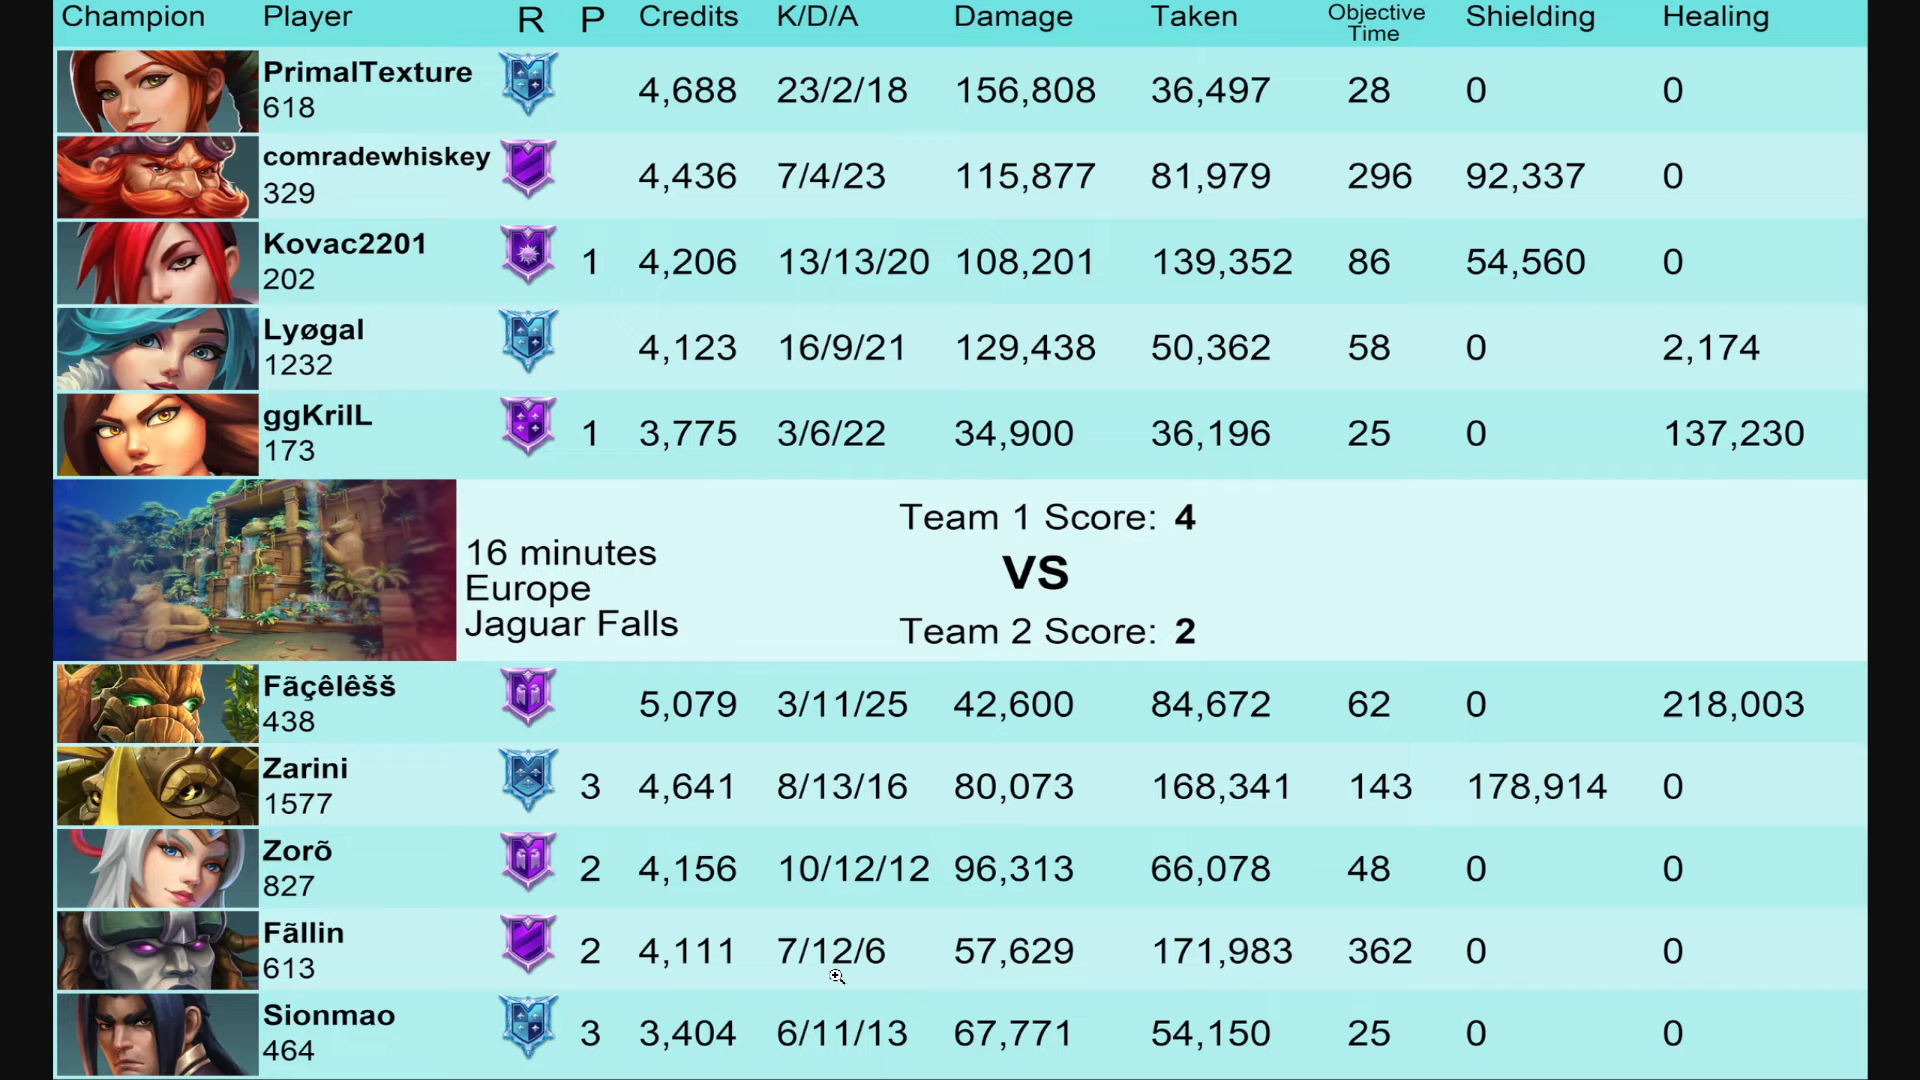 Champion Player R P Credits K/D/A Damage Taken Objective Time Shielding Healing
PrimalTexture
618 4,688 23/2/18 156,808 36,497 28 0 0
comradewhiskey
329 4,436 7/4/23 115,877 81,979 296 92,337 0
Kovac2201
202 1 4,206 13/13/20 108,201 139,352 86 54,560 0
Lyøgal
1232 4,123 16/9/21 129,438 50,362 58 0 2,174
ggKrilL
173 1 3,775 3/6/22 34,900 36,196 25 0 137,230
Team 1 Score: 4
16 minutes
VS
Europe
Jaguar Falls
Team 2 Score: 2
Fãçêlêšš
438 5,079 3/11/25 42,600 84,672 62 0 218,003
Zarini
1577 3 4,641 8/13/16 80,073 168,341 143 178,914 0
Zorõ
827 2 4,156 10/12/12 96,313 66,078 48 0 0
Fãllin
613 2 4,111 7/12/6 57,629 171,983 362 0 0
Sionmao
464 3 3,404 6/11/13 67,771 54,150 25 0 0